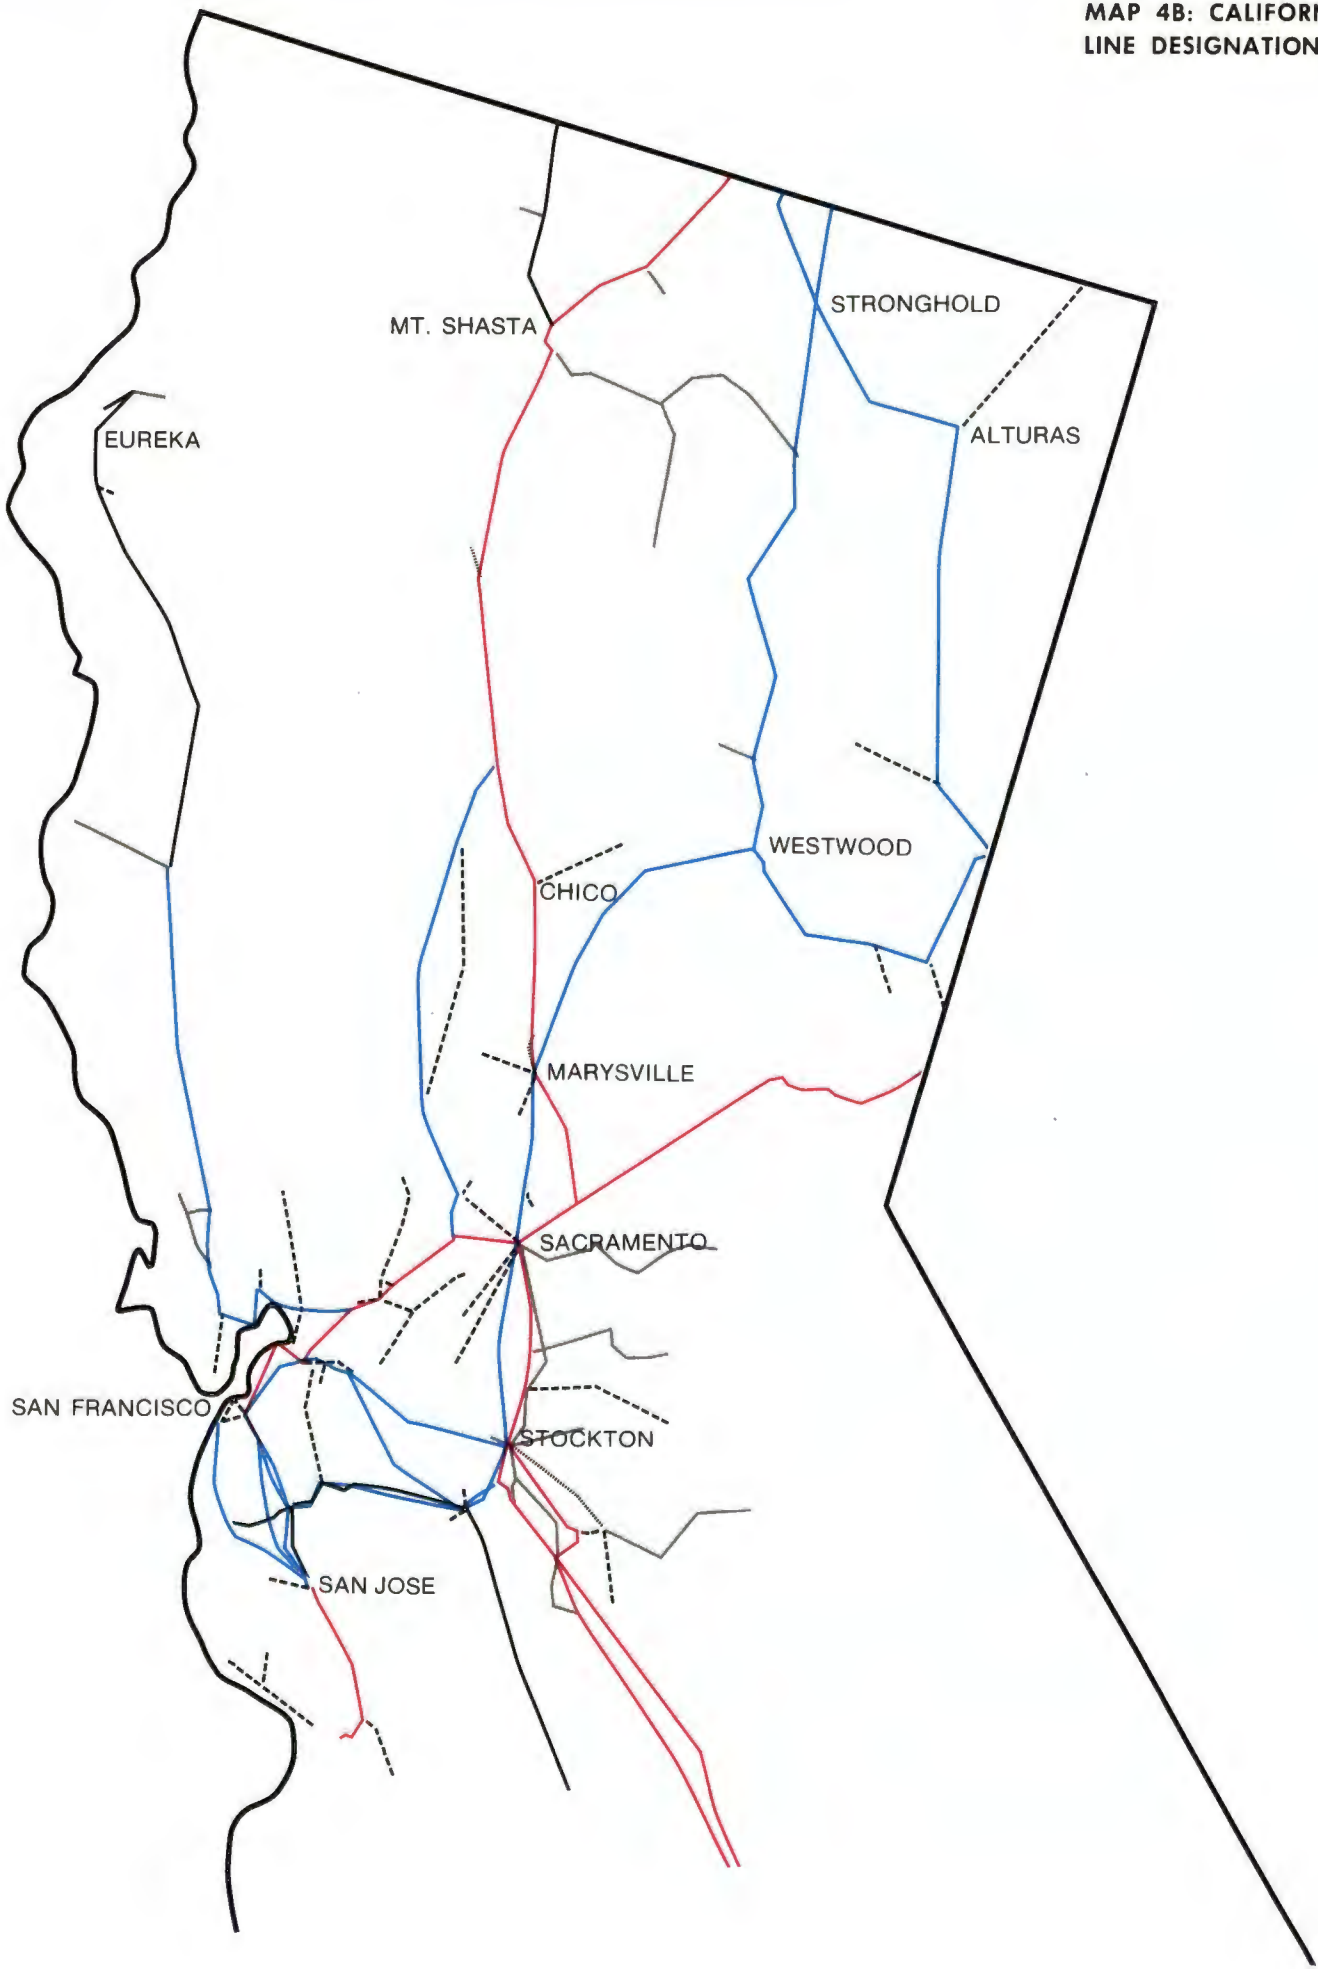 MAP 4B: CALIFOR
LINE DESIGNATION
STRONGHOLD
MT. SHASTA
ALTURAS
EUREKA
WESTWOOD
CHICO
MARYSVILLE
SACRAMENTO
SAN FRANCISCO
STOCKTON
SAN JOSE